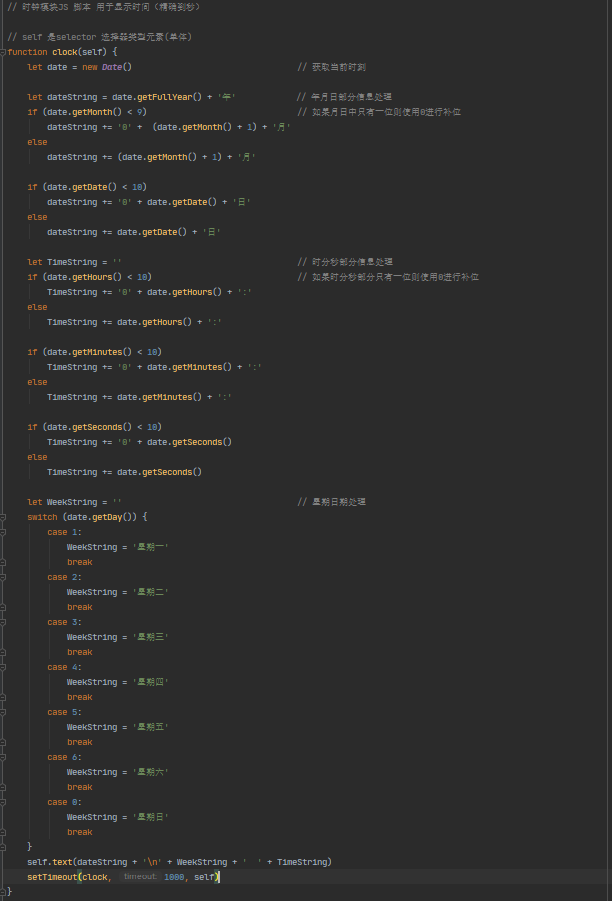 // 时钟模块JS 脚本 用于显示时间（精确到秒）
// self 是selector 选择器类型元素(单体)
function clock(self) {
let date = new Date() // 获取当前时刻
let dateString = date.getFullYear() + '年' // 年月日部分信息处理
if (date.getMonth() < 9) // 如果月日中只有一位则使用0进行补位
dateString += '0' +  (date.getMonth() + 1) + '月'
else
dateString += (date.getMonth() + 1) + '月'
if (date.getDate() < 10)
dateString += '0' + date.getDate() + '日'
else
dateString += date.getDate() + '日'
let TimeString = '' // 时分秒部分信息处理
if (date.getHours() < 10) // 如果时分秒部分只有一位则使用0进行补位
TimeString += '0' + date.getHours() + ':'
else
TimeString += date.getHours() + ':'
if (date.getMinutes() < 10)
TimeString += '0' + date.getMinutes() + ':'
else
TimeString += date.getMinutes() + ':'
if (date.getSeconds() < 10)
TimeString += '0' + date.getSeconds()
else
TimeString += date.getSeconds()
let WeekString = '' // 星期日期处理
switch (date.getDay()) {
case 1:
WeekString = '星期一'
break
case 2:
WeekString = '星期二'
break
case 3:
WeekString = '星期三'
break
case 4:
WeekString = '星期四'
break
case 5:
WeekString = '星期五'
break
case 6:
WeekString = '星期六'
break
case 0:
WeekString = '星期日'
break
}
self.text(dateString + '\n' + WeekString + '  ' + TimeString)
setTimeout(clock, timeout: 1000, self)
}